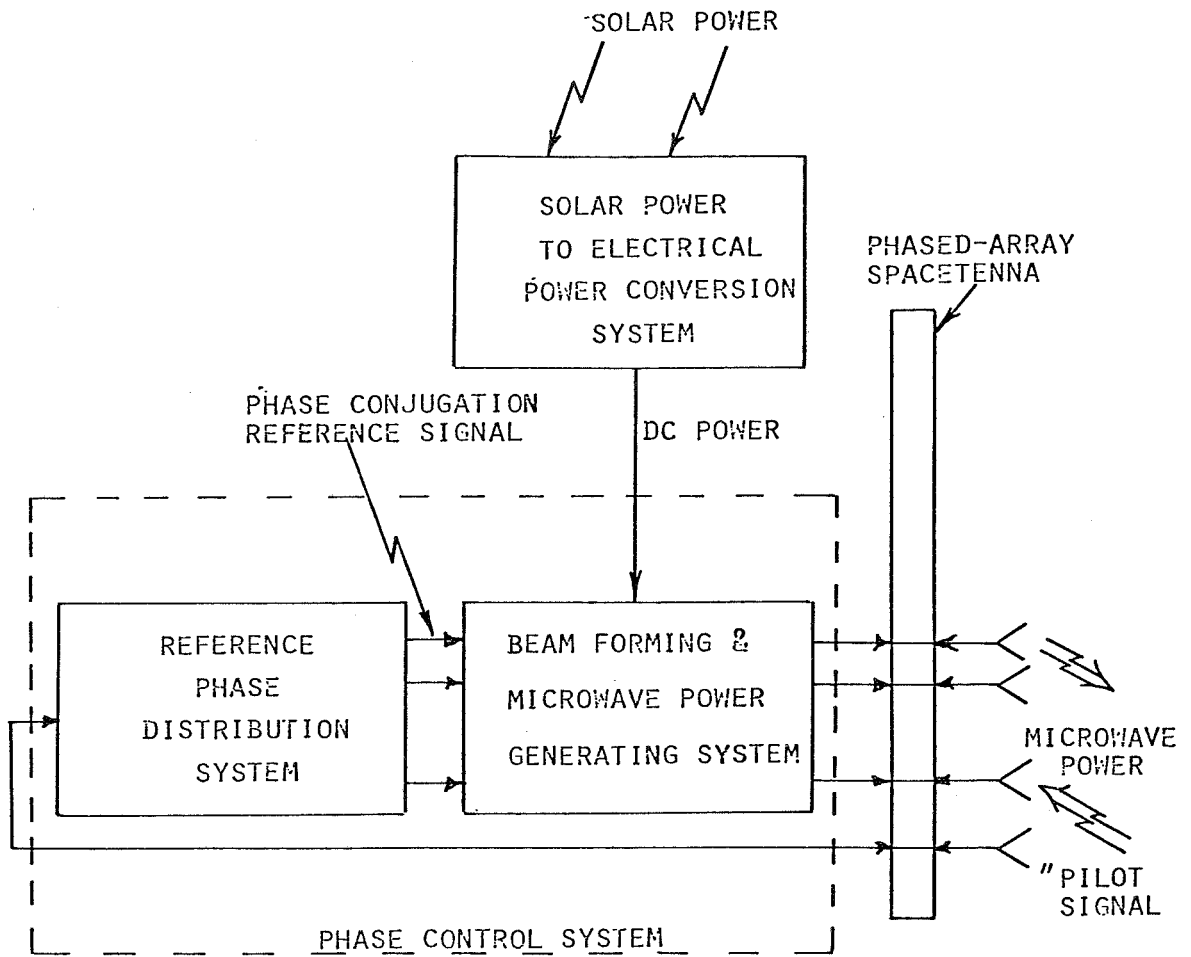 SOLAR POWER
SOLAR POWER
TO ELECTRICAL
POWER CONVERSION
SYSTEM
PHASED-ARRAY
SPACETENNA
PHASE CONJUGATION
REFERENCE SIGNAL
DC POWER
REFERENCE
PHASE
DISTRIBUTION
SYSTEM
BEAM FORMING &
MICROWAVE POWER
GENERATING SYSTEM
MICROWAVE
POWER
"PILOT
SIGNAL
PHASE CONTROL SYSTEM